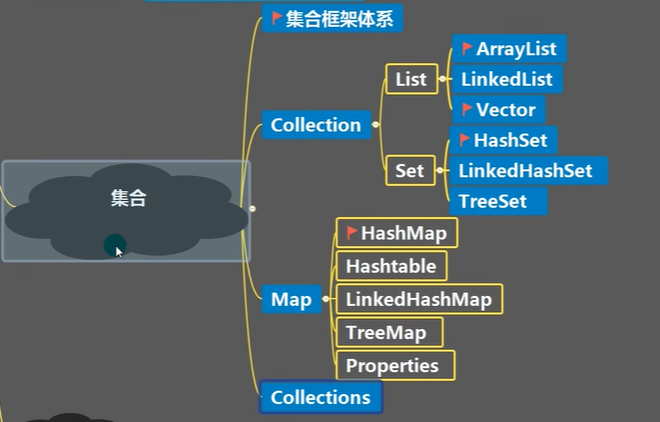 集合框架体系
ArrayList
List
LinkedList
Collection
Vector
HashSet
Set
LinkedHashSet
TreeSet
集合
HashMap
Hashtable
Map
LinkedHashMap
TreeMap
Properties
Collections